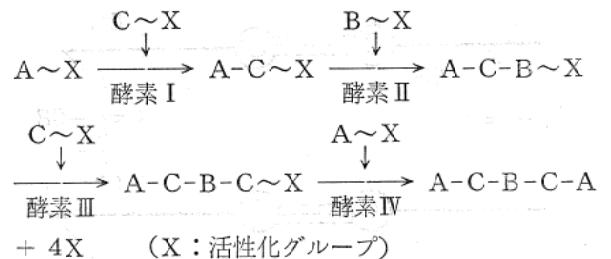 C～X B～X
A～X 酵素Ⅰ A-C～X 酵素Ⅱ A-C-B～X
C～X A～X
酵素Ⅲ A-C-B-C～X 酵素Ⅳ A-C-B-C-A
+ 4X （X：活性化グループ）